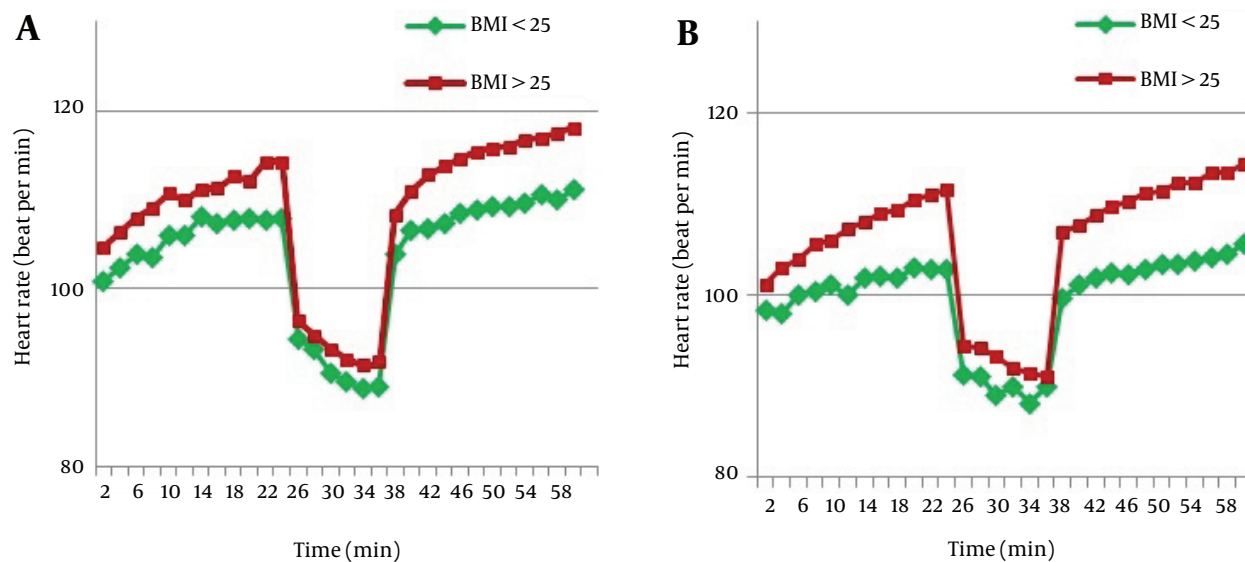 A
BMI < 25
BMI > 25
120
100
80
Heart rate (beat per min)
2 6 10 14 18 22 26 30 34 38 42 46 50 54 58
Time (min)
B
BMI < 25
BMI > 25
120
100
80
Heart rate (beat per min)
2 6 10 14 18 22 26 30 34 38 42 46 50 54 58
Time (min)